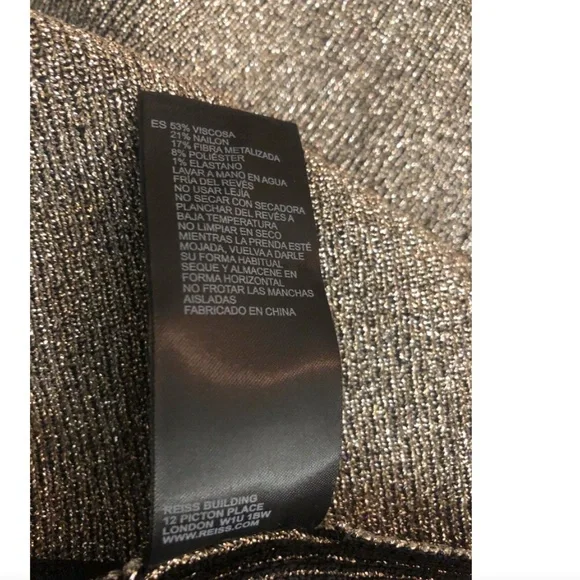 ES 53% VISCOSA
21% NAILON
17% FIBRA METALIZADA
8% POLIÉSTER
1% ELASTANO
LAVAR A MANO EN AGUA
FRÍA DEL REVÉS
NO USAR LEJÍA
NO SECAR CON SECADORA
PLANCHAR DEL REVÉS A
BAJA TEMPERATURA
NO LIMPIAR EN SECO
MIENTRAS LA PRENDA ESTÉ
MOJADA, VUELVA A DARLE
SU FORMA HABITUAL
SEQUE Y ALMACENE EN
FORMA HORIZONTAL
NO FROTAR LAS MANCHAS
AISLADAS
FABRICADO EN CHINA
REISS BUILDING
12 PICTON PLACE
LONDON W1U 1BW
WWW.REISS.COM